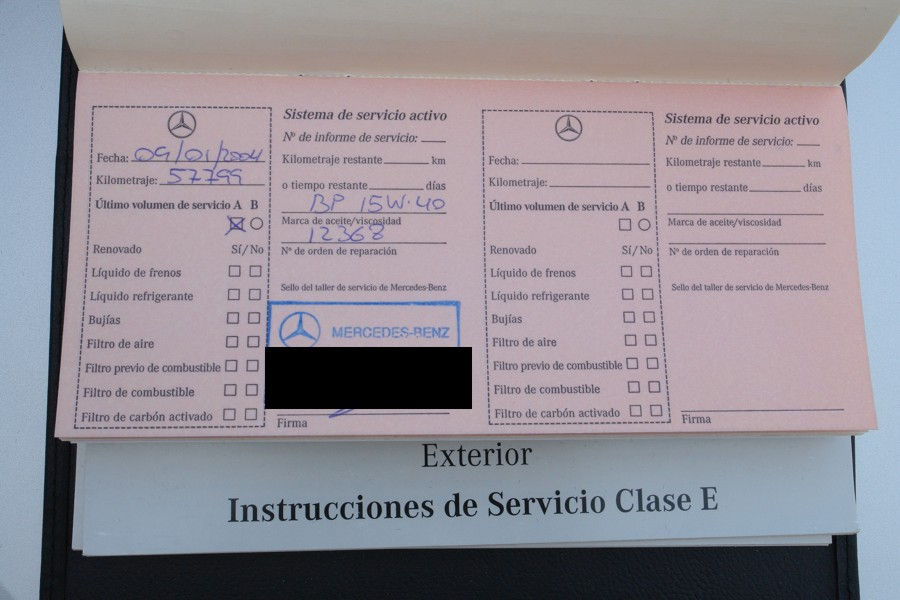 Fecha: 09/01/2004
Kilometraje: 57799
Último volumen de servicio A B
Renovado Sí/No
Líquido de frenos
Líquido refrigerante
Bujías
Filtro de aire
Filtro previo de combustible
Filtro de combustible
Filtro de carbón activado
Sistema de servicio activo
Nº de informe de servicio:
Kilometraje restante km
o tiempo restante días
BP 15W-40
Marca de aceite/viscosidad
12368
Nº de orden de reparación
Sello del taller de servicio de Mercedes-Benz
MERCEDES-BENZ
Firma
Fecha:
Kilometraje:
Último volumen de servicio A B
Renovado Sí/No
Líquido de frenos
Líquido refrigerante
Bujías
Filtro de aire
Filtro previo de combustible
Filtro de combustible
Filtro de carbón activado
Sistema de servicio activo
Nº de informe de servicio:
Kilometraje restante km
o tiempo restante días
Marca de aceite/viscosidad
Nº de orden de reparación
Sello del taller de servicio de Mercedes-Benz
Firma
Exterior
Instrucciones de Servicio Clase E